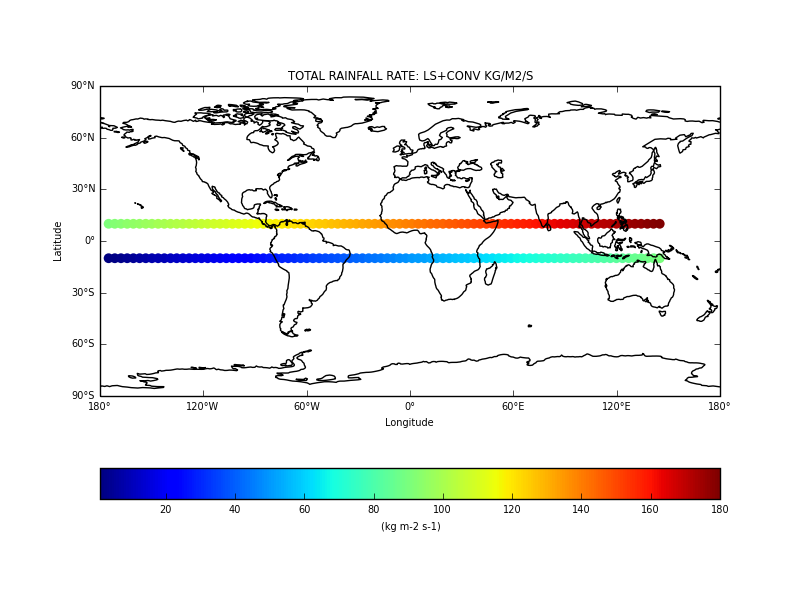 TOTAL RAINFALL RATE: LS+CONV KG/M2/S
90°N
60°N
30°N
0°
30°S
60°S
90°S
Latitude
180° 120°W 60°W 0° 60°E 120°E 180°
Longitude
20 40 60 80 100 120 140 160 180
(kg m-2 s-1)